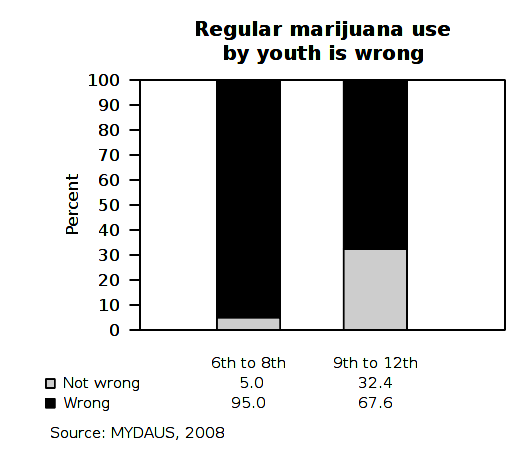 Regular marijuana use
by youth is wrong
100
90
80
70
60
50
40
30
20
10
0
Percent
6th to 8th 9th to 12th
Not wrong 5.0 32.4
Wrong 95.0 67.6
Source: MYDAUS, 2008